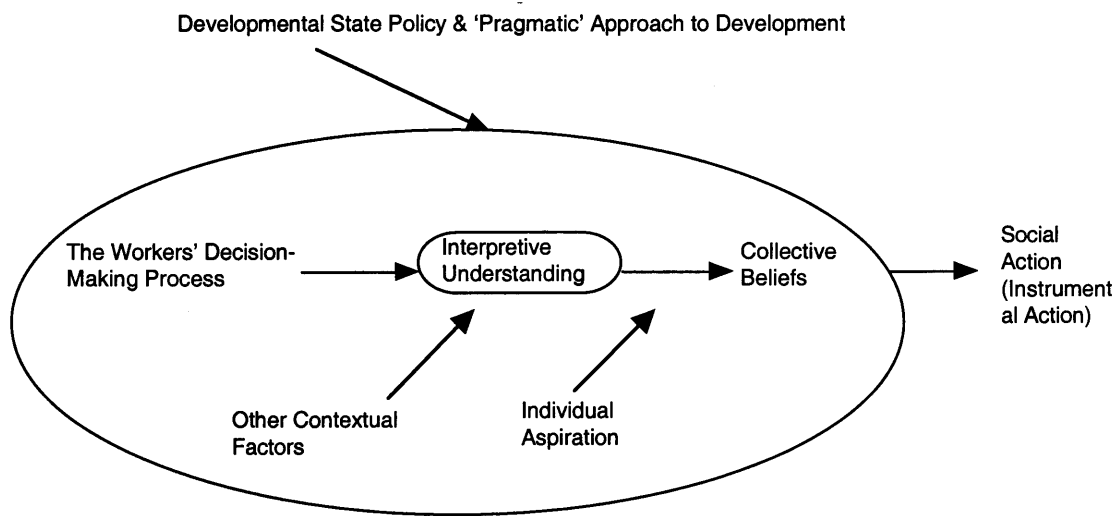 Developmental State Policy & ‘Pragmatic’ Approach to Development
The Workers’ Decision-
Making Process
Interpretive
Understanding
Collective
Beliefs
Social
Action
(Instrument
al Action)
Other Contextual
Factors
Individual
Aspiration